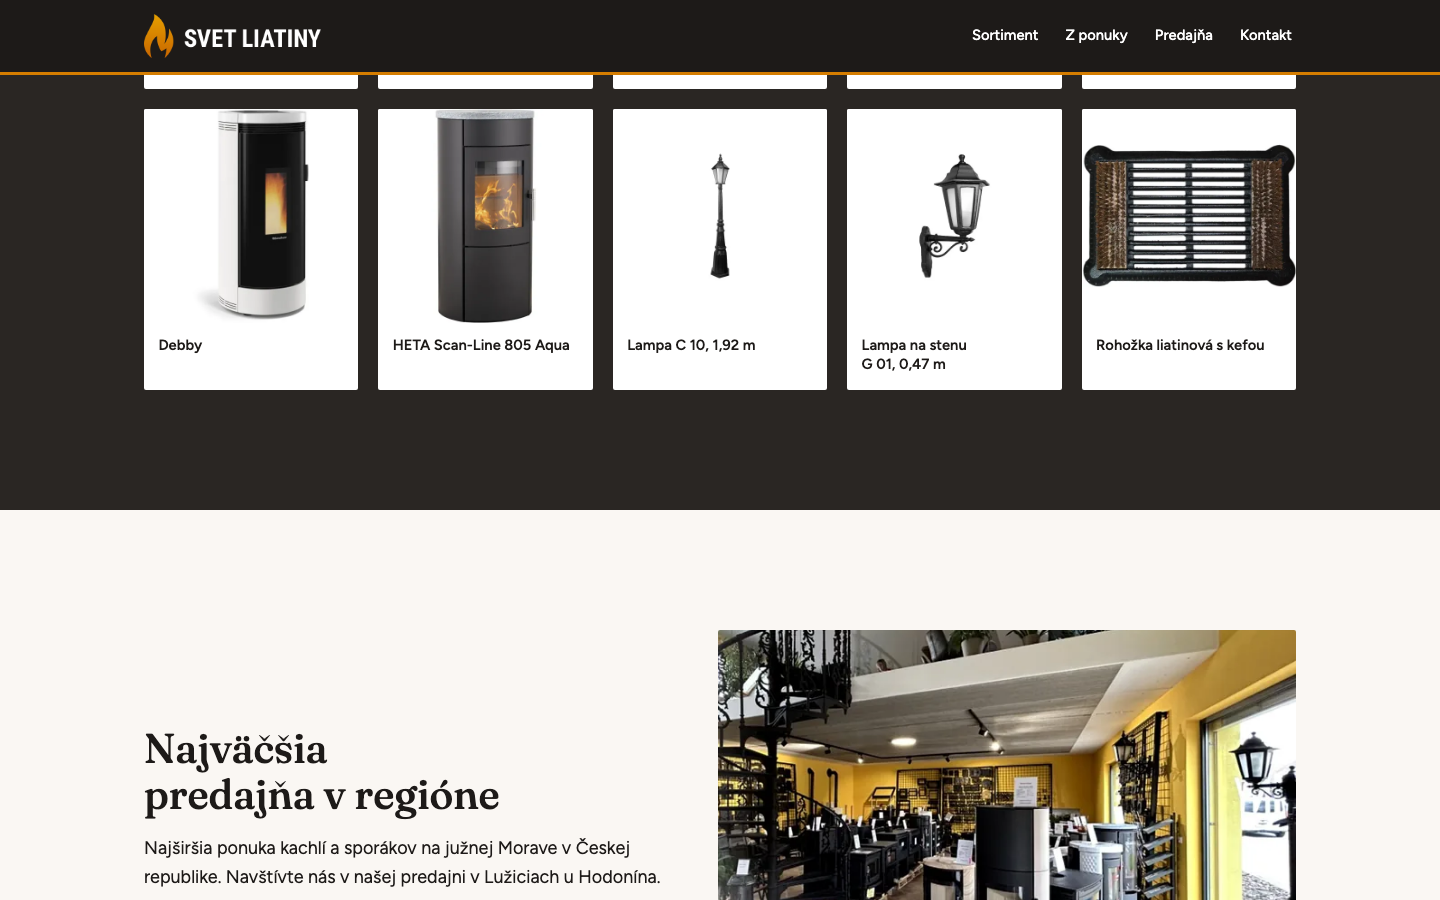 SVET LIATINY
Sortiment
Z ponuky
Predajňa
Kontakt
Debby
HETA Scan-Line 805 Aqua
Lampa C 10, 1,92 m
Lampa na stenu
G 01, 0,47 m
Rohožka liatinová s kefou
Najväčšia
predajňa v regióne
Najširšia ponuka kachlí a sporákov na južnej Morave v Českej
republike. Navštívte nás v našej predajni v Lužiciach u Hodonína.